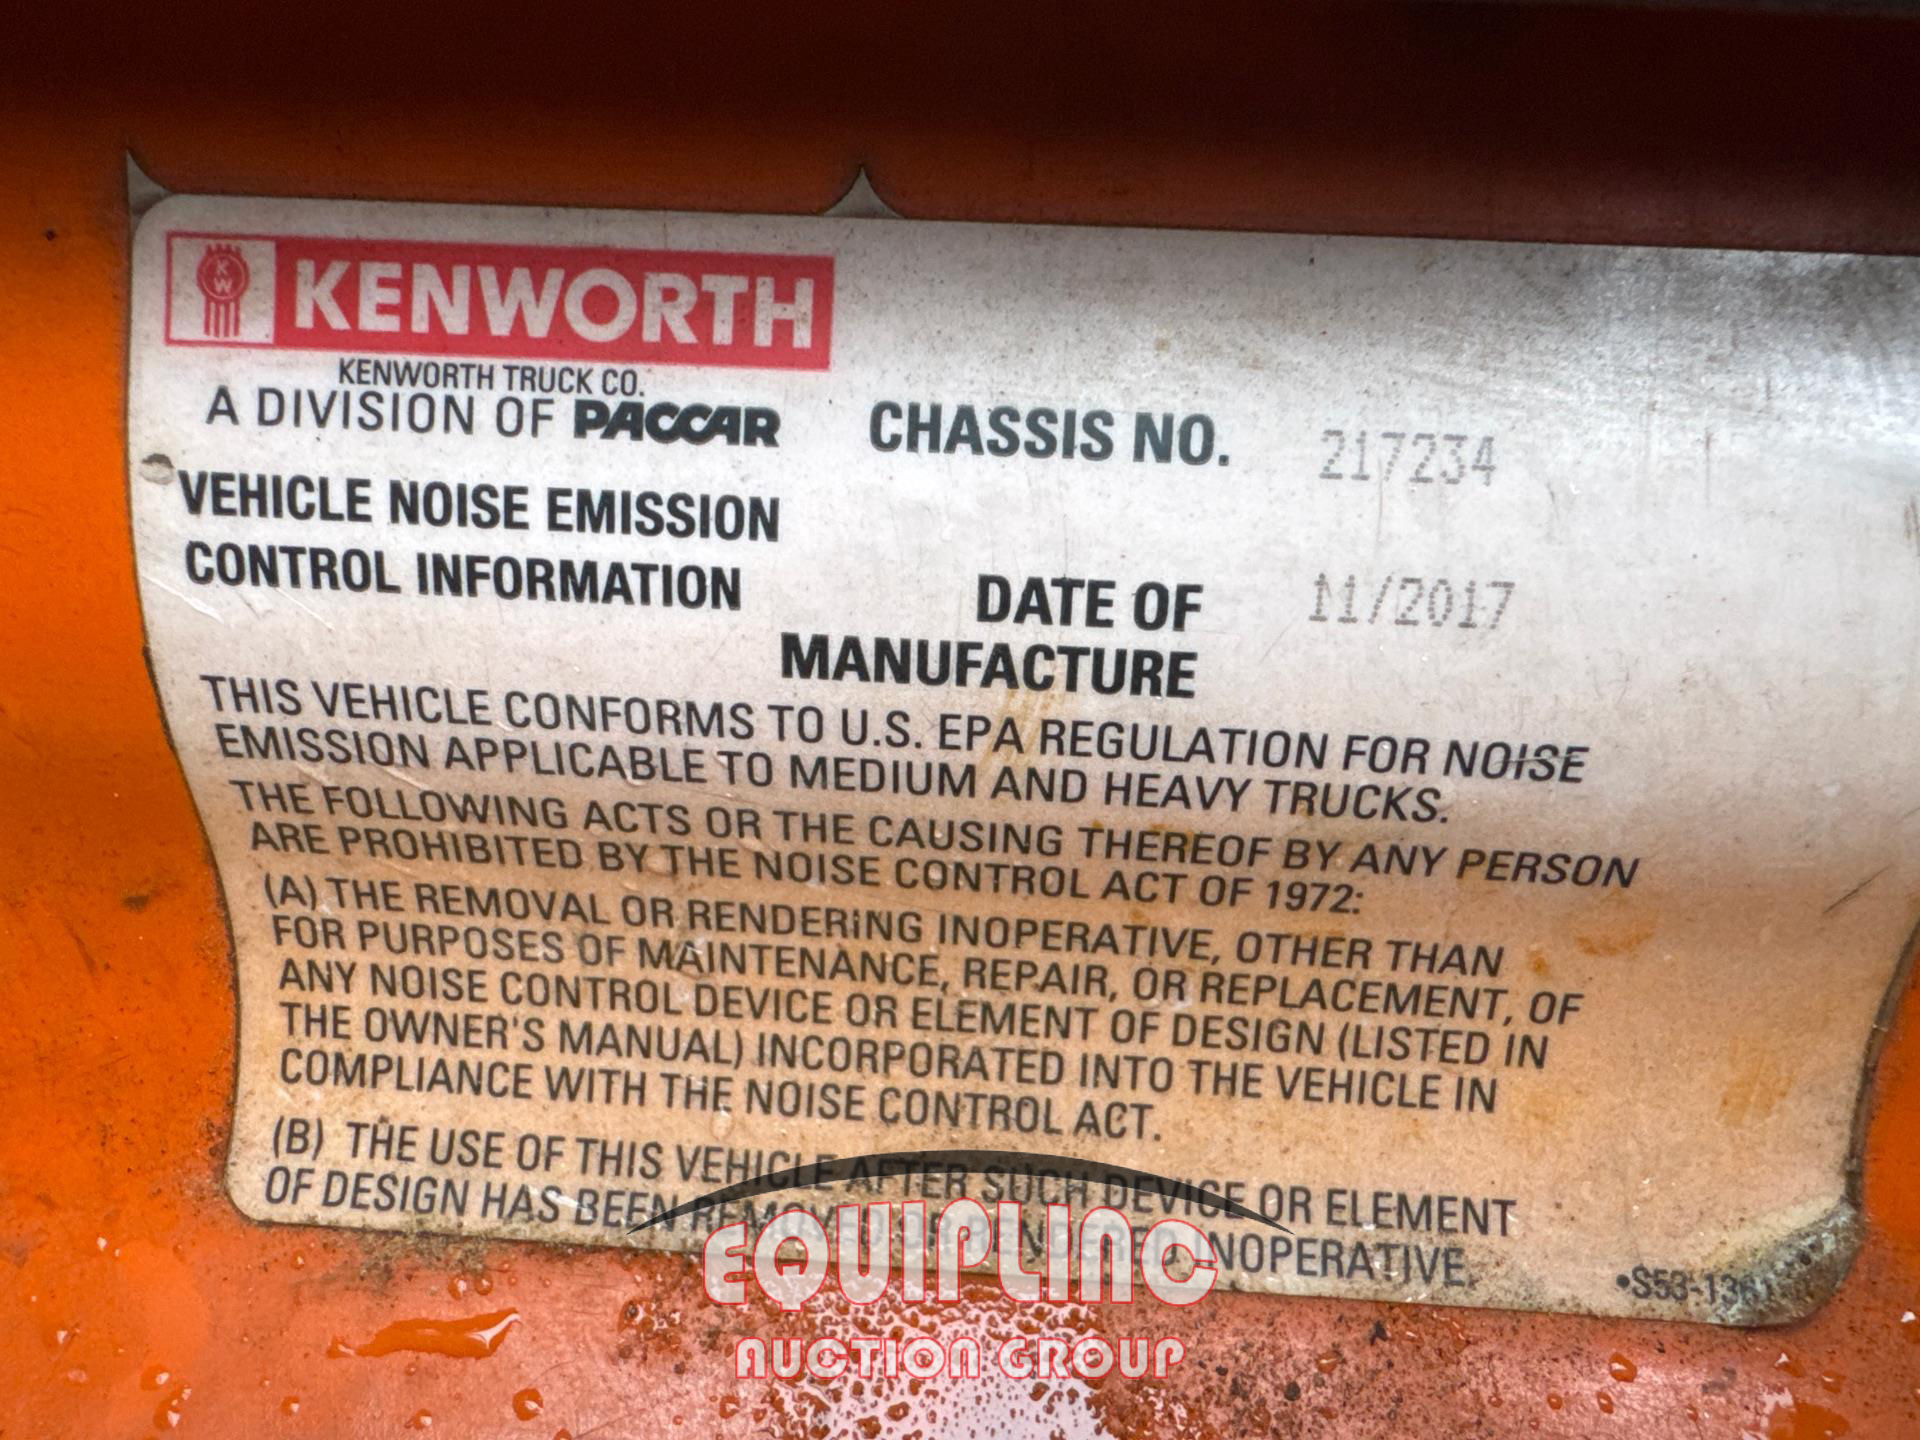 KW
KENWORTH
KENWORTH TRUCK CO.
A DIVISION OF PACCAR
CHASSIS NO. 217234
VEHICLE NOISE EMISSION
CONTROL INFORMATION
DATE OF 11/2017
MANUFACTURE
THIS VEHICLE CONFORMS TO U.S. EPA REGULATION FOR NOISE
EMISSION APPLICABLE TO MEDIUM AND HEAVY TRUCKS.
THE FOLLOWING ACTS OR THE CAUSING THEREOF BY ANY PERSON
ARE PROHIBITED BY THE NOISE CONTROL ACT OF 1972:
(A) THE REMOVAL OR RENDERING INOPERATIVE, OTHER THAN
FOR PURPOSES OF MAINTENANCE, REPAIR, OR REPLACEMENT, OF
ANY NOISE CONTROL DEVICE OR ELEMENT OF DESIGN (LISTED IN
THE OWNER'S MANUAL) INCORPORATED INTO THE VEHICLE IN
COMPLIANCE WITH THE NOISE CONTROL ACT.
(B) THE USE OF THIS VEHICLE AFTER SUCH DEVICE OR ELEMENT
OF DESIGN HAS BEEN REMOVED OR RENDERED INOPERATIVE.
EQUIPLINC
AUCTION GROUP